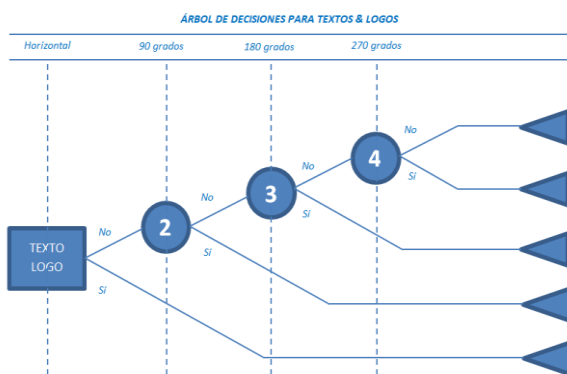 ÁRBOL DE DECISIONES PARA TEXTOS & LOGOS
Horizontal 90 grados 180 grados 270 grados
No
4
No
Sí
3
No
Sí
2
No
Sí
TEXTO
LOGO
Sí